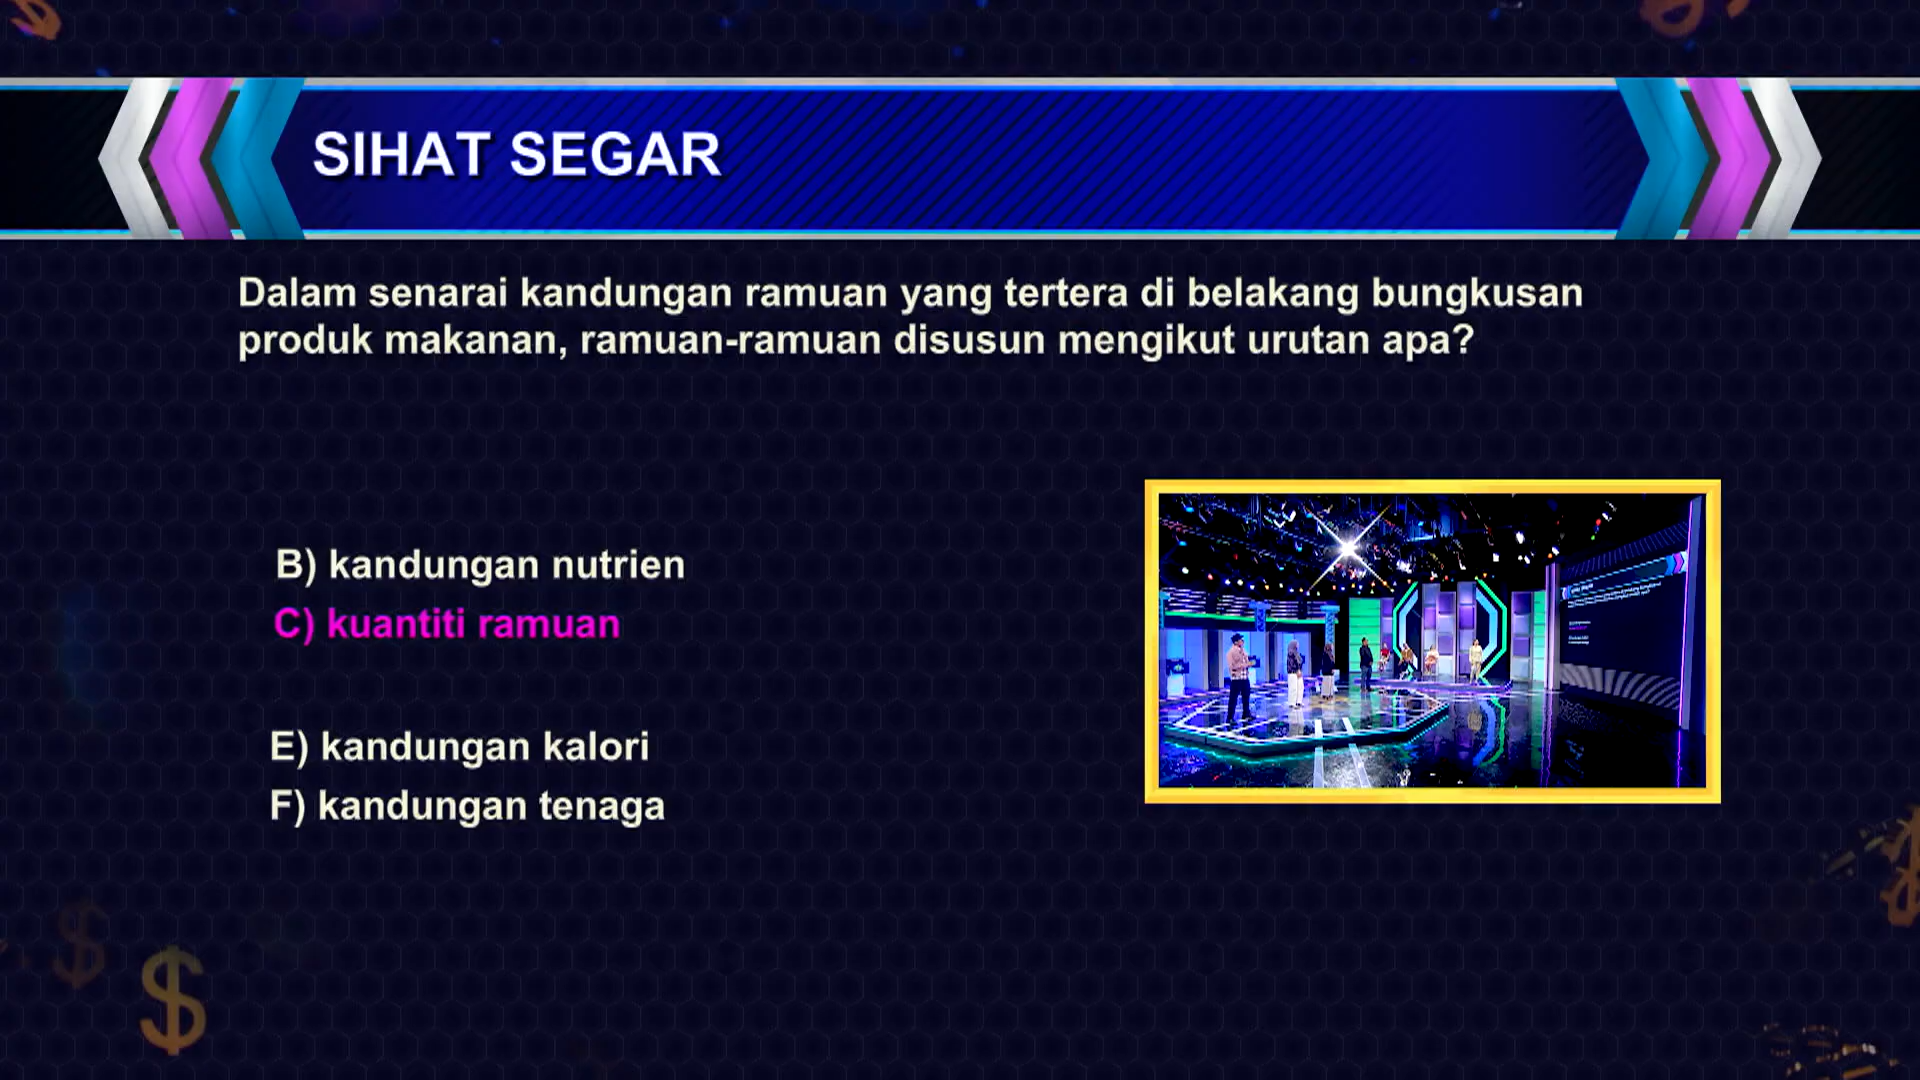 SIHAT SEGAR
Dalam senarai kandungan ramuan yang tertera di belakang bungkusan
produk makanan, ramuan-ramuan disusun mengikut urutan apa?
B) kandungan nutrien
C) kuantiti ramuan
E) kandungan kalori
F) kandungan tenaga